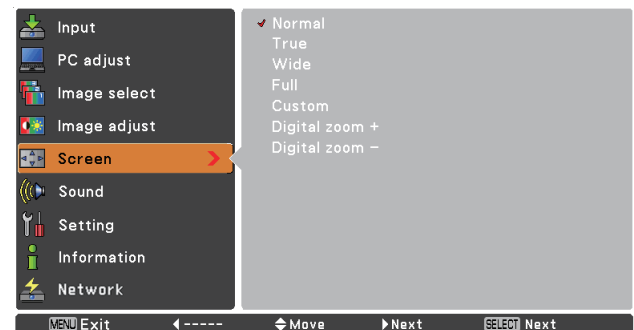 Input
PC adjust
Image select
Image adjust
Screen
Sound
Setting
Information
Network
Normal
True
Wide
Full
Custom
Digital zoom +
Digital zoom –
MENU Exit ◀ ----- ◆ Move ▶ Next SELECT Next